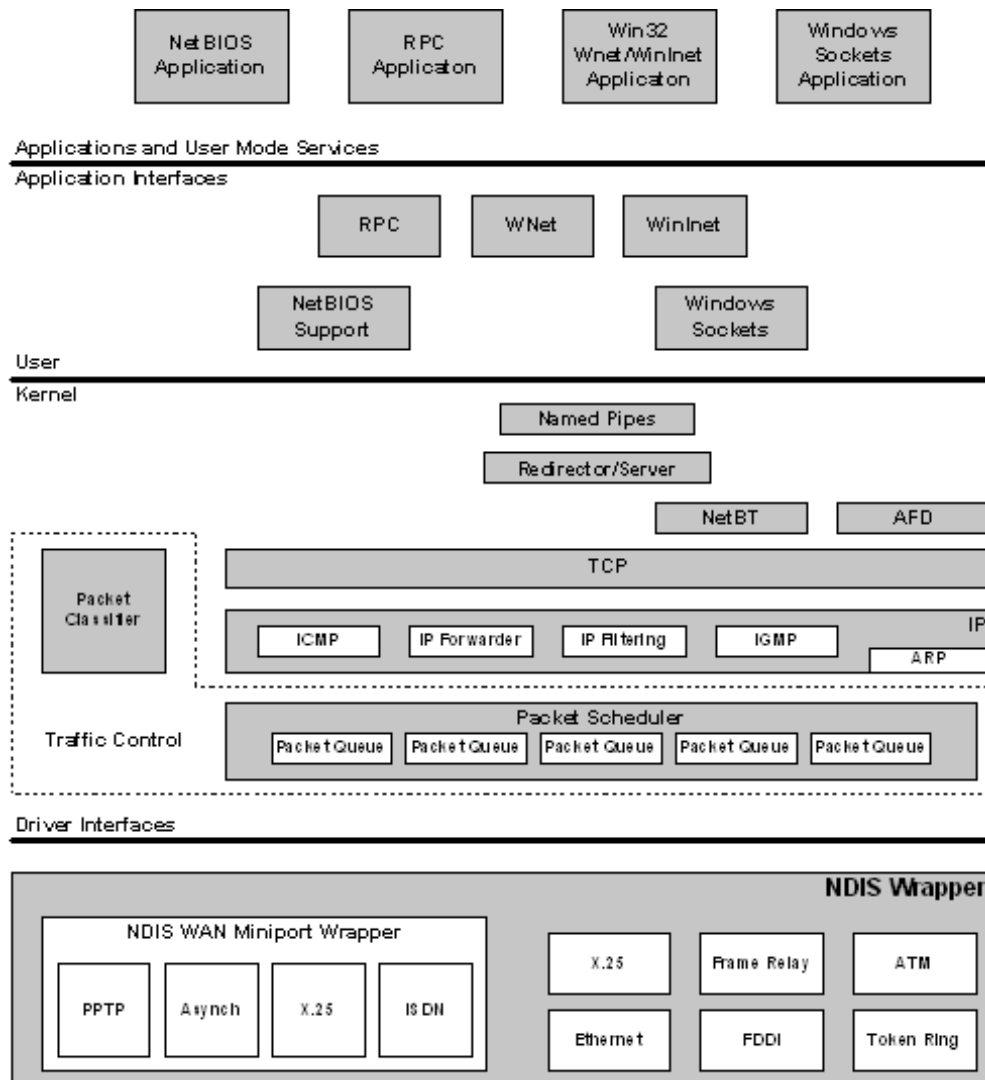 NetBIOS
Application
RPC
Applicaton
Win32
Wnet/WinInet
Applicaton
Windows
Sockets
Application
Applications and User Mode Services
Application Interfaces
RPC
WNet
WinInet
NetBIOS
Support
Windows
Sockets
User
Kernel
Named Pipes
Redirector/Server
NetBT
AFD
TCP
Packet
Classifier
IP
ICMP
IP Forwarder
IP Filtering
IGMP
ARP
Traffic Control
Packet Scheduler
Packet Queue
Packet Queue
Packet Queue
Packet Queue
Packet Queue
Driver Interfaces
NDIS Wrapper
NDIS WAN Miniport Wrapper
PPTP
Asynch
X.25
ISDN
X.25
Frame Relay
ATM
Ethernet
FDDI
Token Ring